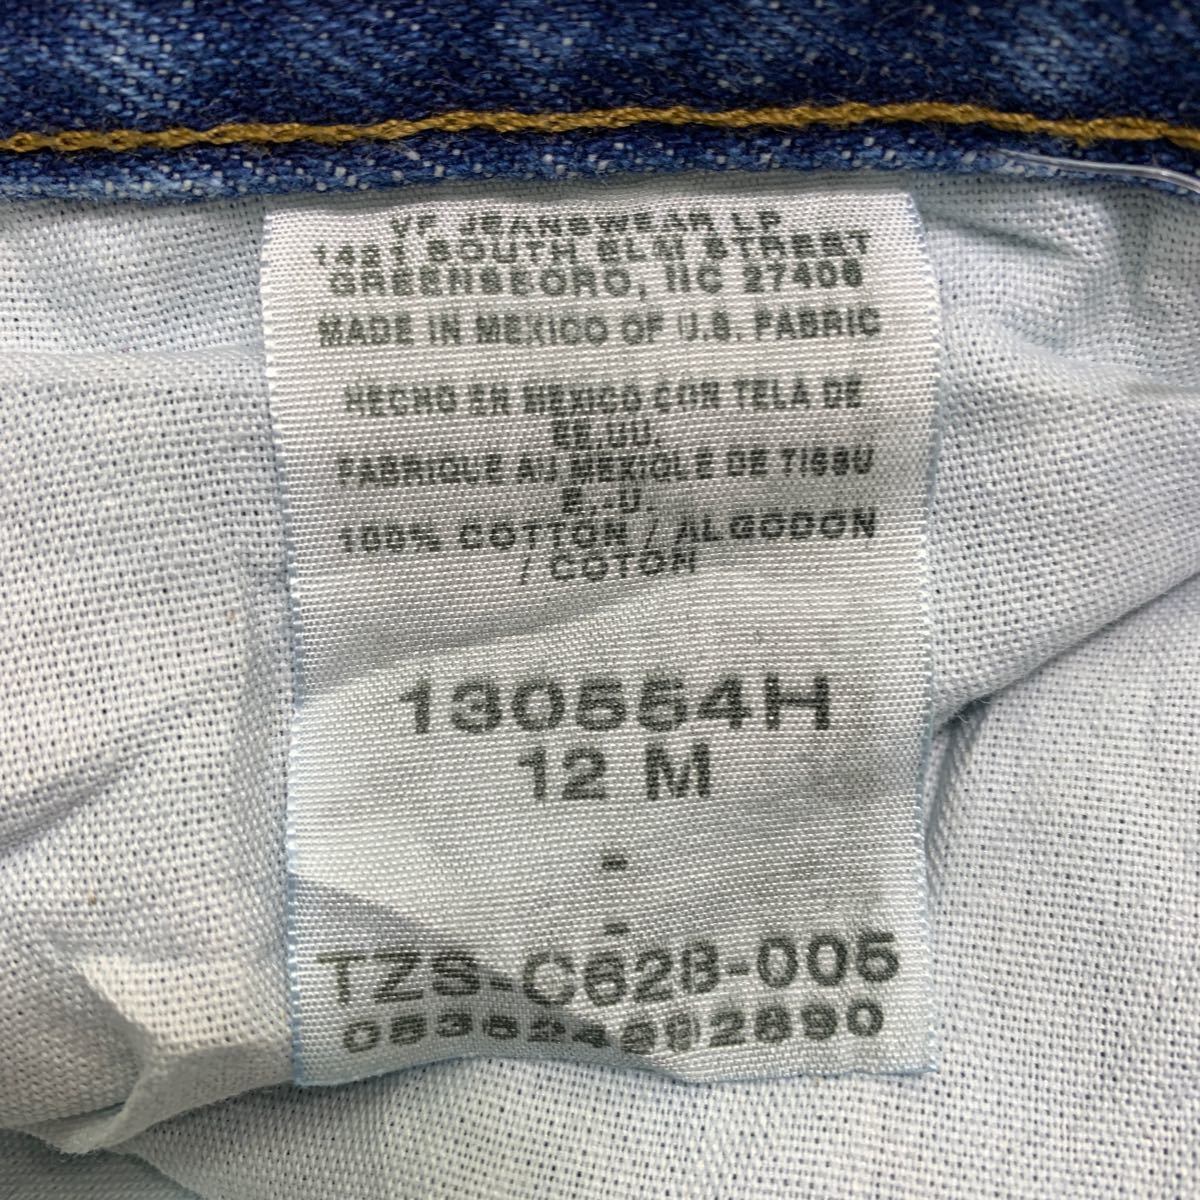 VF JEANSWEAR LP
1421 SOUTH ELM STREET
GREENSBORO, NC 27406
MADE IN MEXICO OF U.S. FABRIC
HECHO EN MEXICO CON TELA DE
EE.UU.
FABRIQUE AU MEXIQUE DE TISSU
E.-U.
100% COTTON / ALGODON
/ COTON
130554H
12 M
-
-
TZS-C628-005